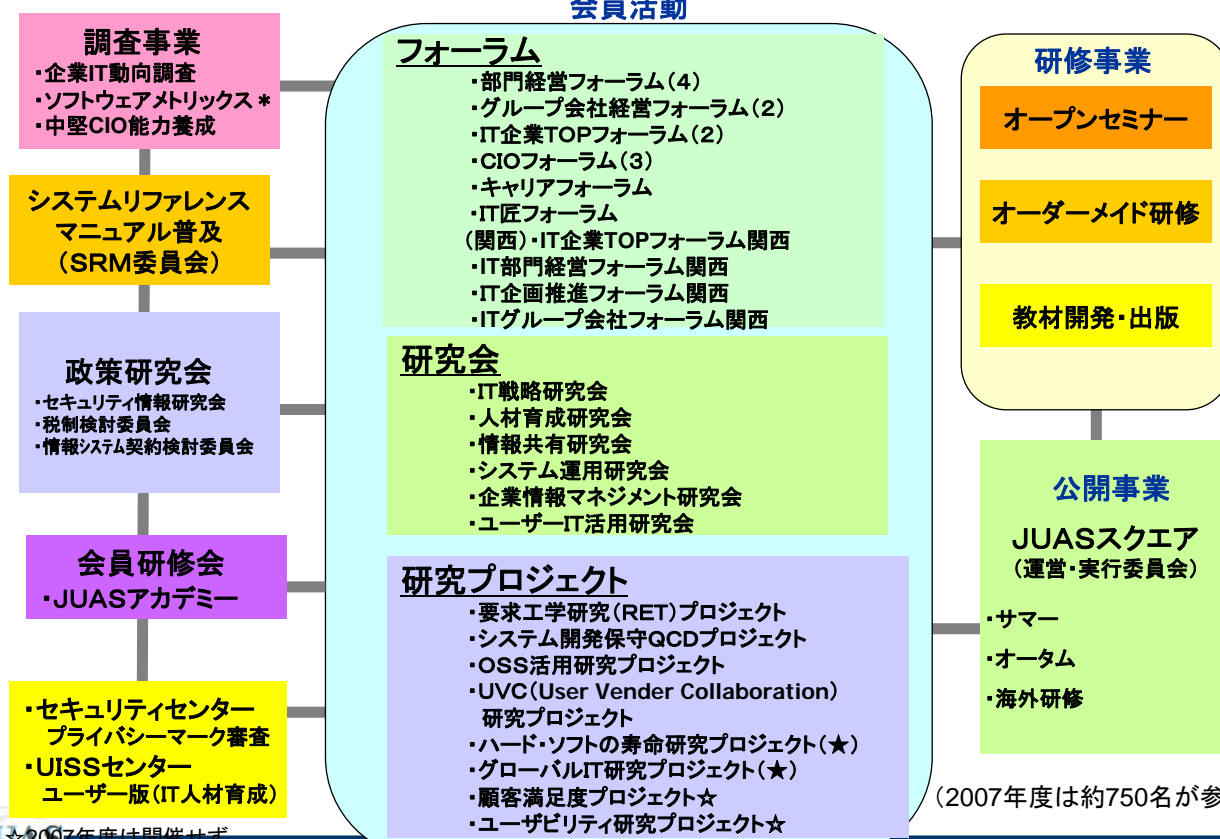 会員活動
調査事業
・企業IT動向調査
・ソフトウェアメトリックス＊
・中堅CIO能力養成
システムリファレンス
マニュアル普及
（SRM委員会）
政策研究会
・セキュリティ情報研究会
・税制検討委員会
・情報システム契約検討委員会
会員研修会
・JUASアカデミー
・セキュリティセンター
プライバシーマーク審査
・UISSセンター
ユーザー版（IT人材育成）
☆2007年度は開催せず
フォーラム
・部門経営フォーラム（4）
・グループ会社経営フォーラム（2）
・IT企業TOPフォーラム（2）
・CIOフォーラム（3）
・キャリアフォーラム
・IT匠フォーラム
（関西）・IT企業TOPフォーラム関西
・IT部門経営フォーラム関西
・IT企画推進フォーラム関西
・ITグループ会社フォーラム関西
研究会
・IT戦略研究会
・人材育成研究会
・情報共有研究会
・システム運用研究会
・企業情報マネジメント研究会
・ユーザーIT活用研究会
研究プロジェクト
・要求工学研究（RET）プロジェクト
・システム開発保守QCDプロジェクト
・OSS活用研究プロジェクト
・UVC（User Vender Collaboration）
研究プロジェクト
・ハード・ソフトの寿命研究プロジェクト（★）
・グローバルIT研究プロジェクト（★）
・顧客満足度プロジェクト☆
・ユーザビリティ研究プロジェクト☆
研修事業
オープンセミナー
オーダーメイド研修
教材開発・出版
公開事業
JUASスクエア
（運営・実行委員会）
・サマー
・オータム
・海外研修
（2007年度は約750名が参